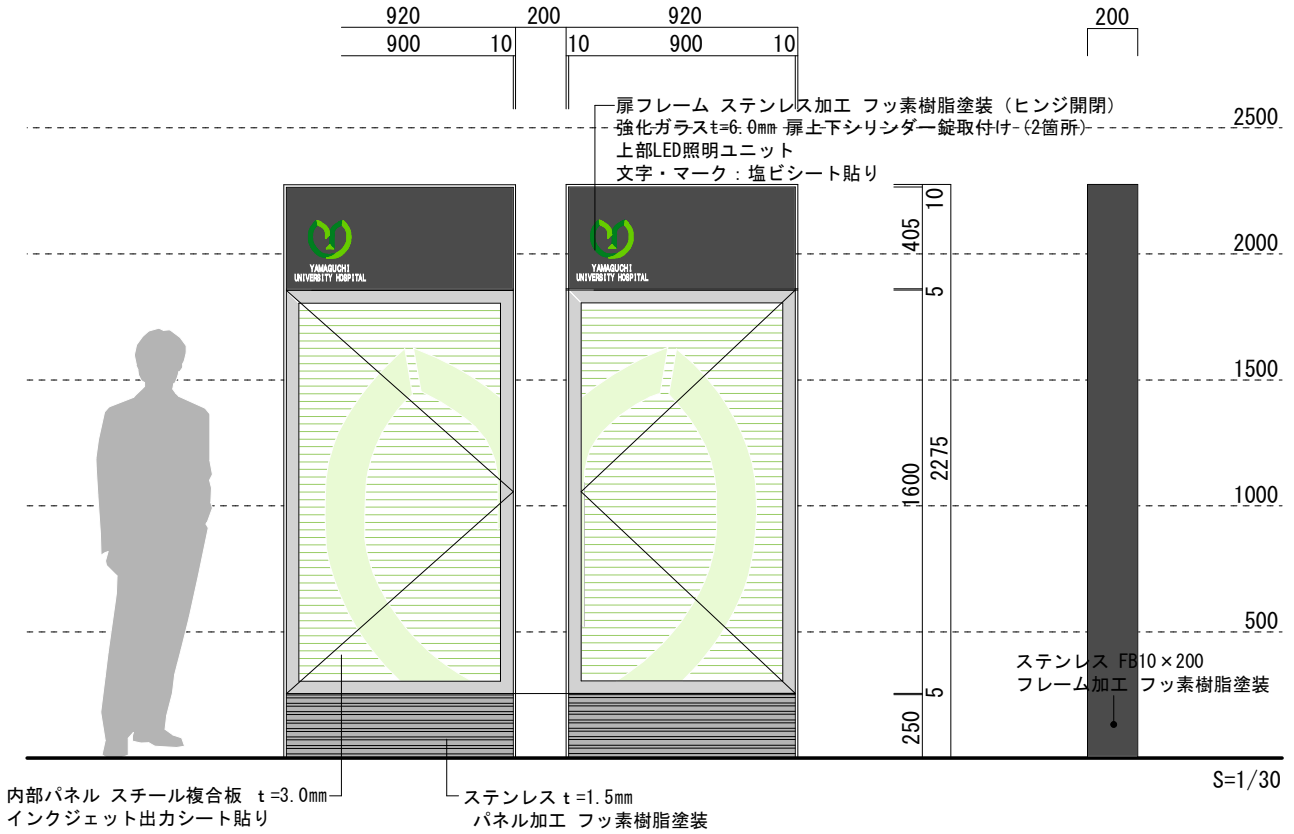 920
200
920
200
900
10
10
900
10
扉フレーム ステンレス加工 フッ素樹脂塗装（ヒンジ開閉）
強化ガラスt=6.0mm 扉上下シリンダー錠取付け（2箇所）
上部LED照明ユニット
文字・マーク：塩ビシート貼り
2500
2000
1500
1000
500
YAMAGUCHI
UNIVERSITY HOSPITAL
YAMAGUCHI
UNIVERSITY HOSPITAL
10
405
5
1600
2275
5
250
ステンレス FB10×200
フレーム加工 フッ素樹脂塗装
S=1/30
内部パネル スチール複合板 t=3.0mm
インクジェット出力シート貼り
ステンレスt=1.5mm
パネル加工 フッ素樹脂塗装